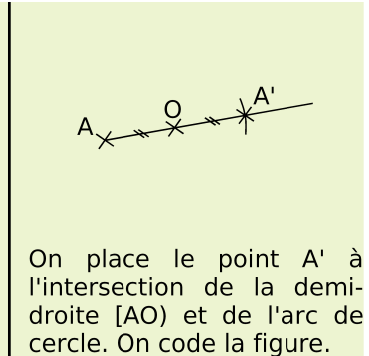 A O A'
On place le point A' à
l'intersection de la demi-
droite [AO) et de l'arc de
cercle. On code la figure.